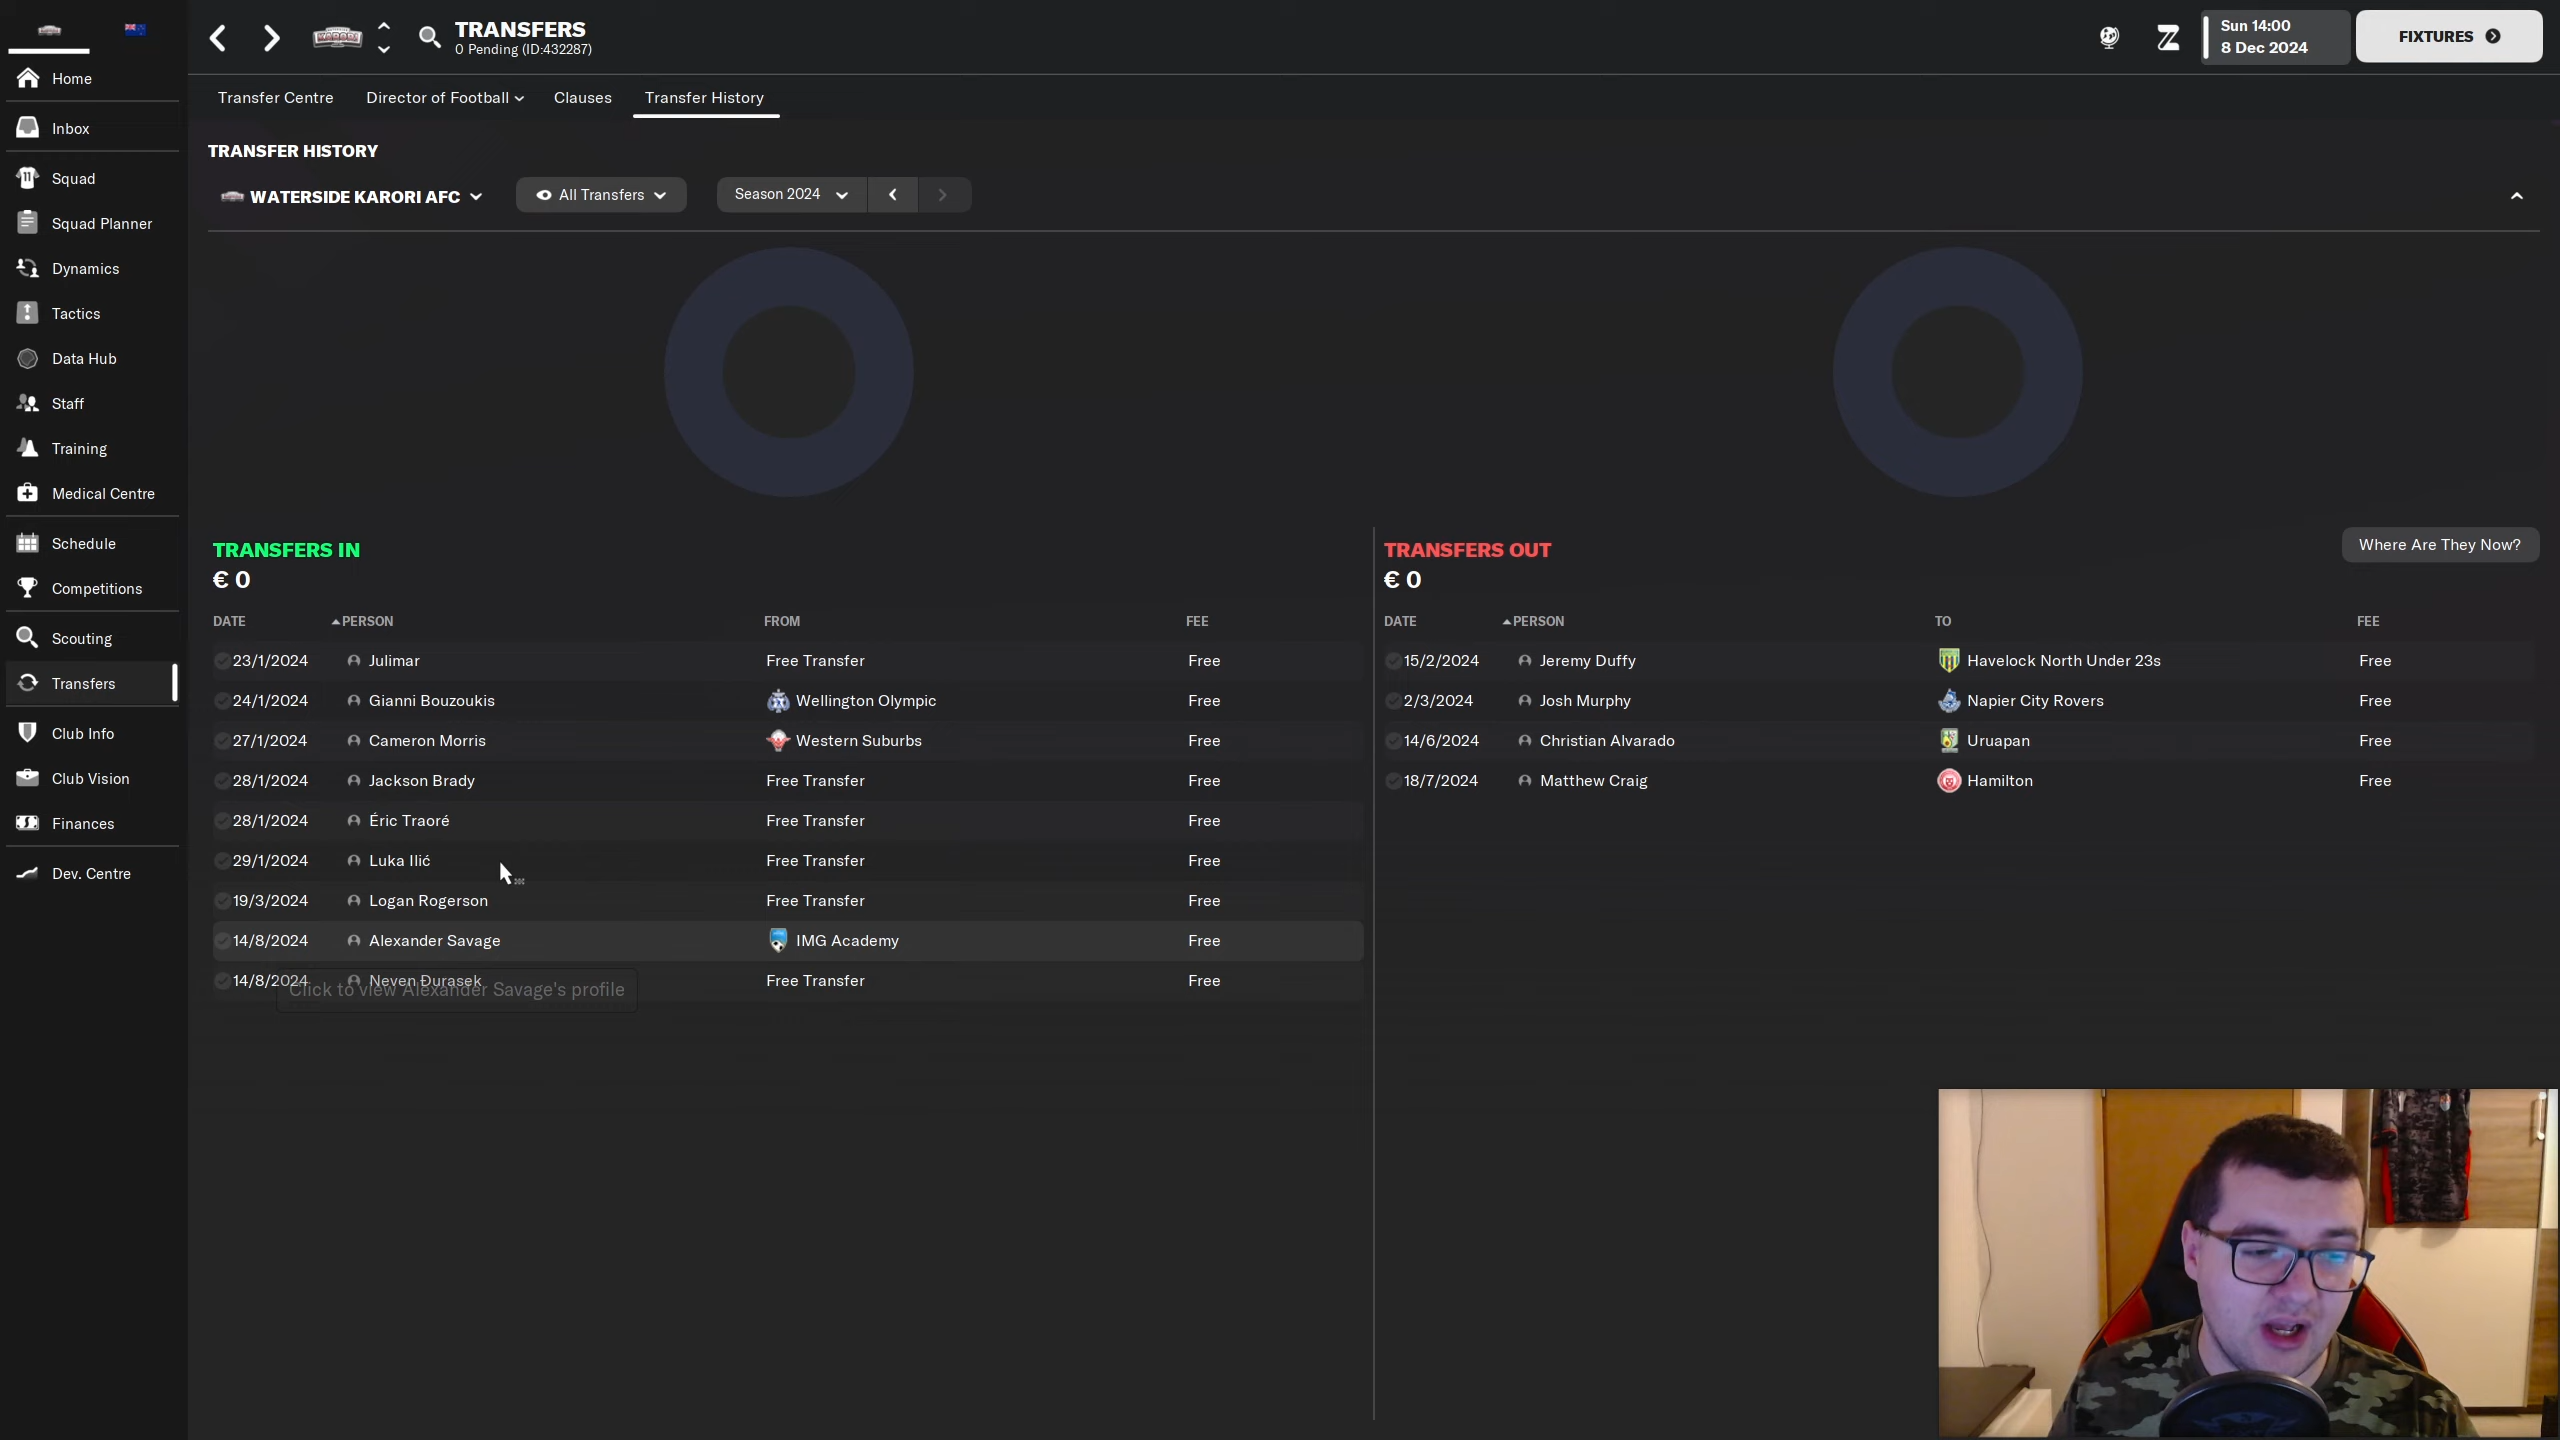 TRANSFERS
0 Pending (ID:432287)
Sun 14:00
8 Dec 2024
FIXTURES
Home
Inbox
Squad
Squad Planner
Dynamics
Tactics
Data Hub
Staff
Training
Medical Centre
Schedule
Competitions
Scouting
Transfers
Club Info
Club Vision
Finances
Dev. Centre
Transfer Centre Director of Football Clauses Transfer History
TRANSFER HISTORY
WATERSIDE KARORI AFC All Transfers Season 2024
TRANSFERS IN
€ 0
DATE PERSON FROM FEE
23/1/2024 Julimar Free Transfer Free
24/1/2024 Gianni Bouzoukis Wellington Olympic Free
27/1/2024 Cameron Morris Western Suburbs Free
28/1/2024 Jackson Brady Free Transfer Free
28/1/2024 Éric Traoré Free Transfer Free
29/1/2024 Luka Ilić Free Transfer Free
19/3/2024 Logan Rogerson Free Transfer Free
14/8/2024 Alexander Savage IMG Academy Free
14/8/2024 Neven Đurasek Free Transfer Free
Click to view Alexander Savage's profile
TRANSFERS OUT
€ 0
Where Are They Now?
DATE PERSON TO FEE
15/2/2024 Jeremy Duffy Havelock North Under 23s Free
2/3/2024 Josh Murphy Napier City Rovers Free
14/6/2024 Christian Alvarado Uruapan Free
18/7/2024 Matthew Craig Hamilton Free